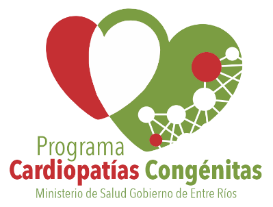 Programa
Cardiopatías Congénitas
Ministerio de Salud Gobierno de Entre Ríos